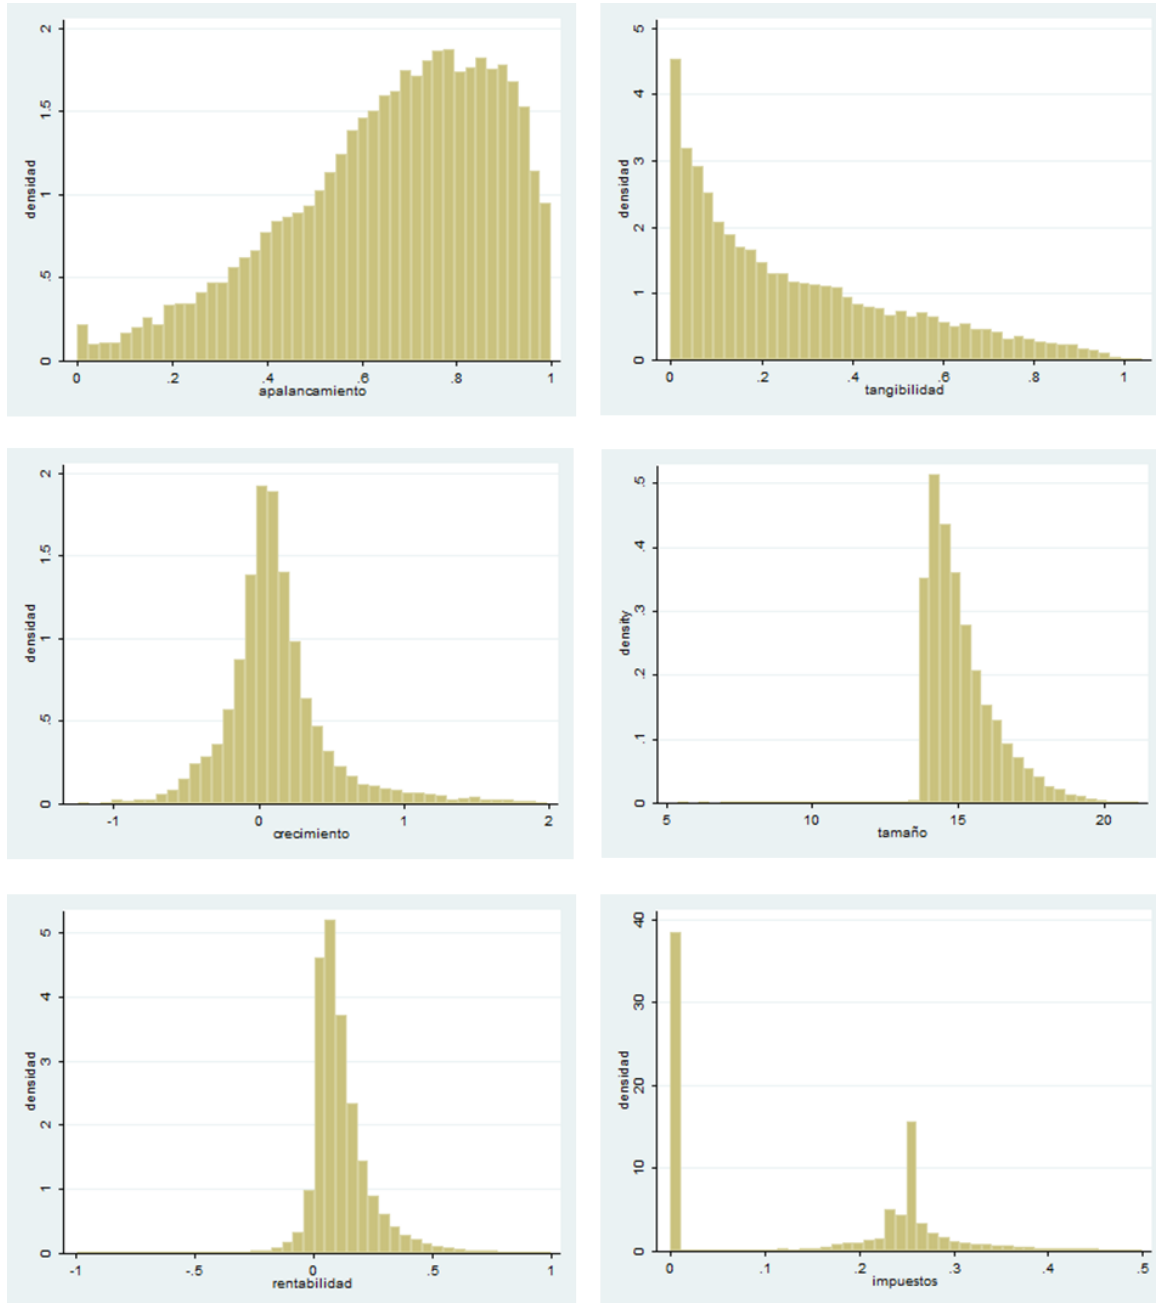 densidad
2
1.5
1
.5
0
0 .2 .4 .6 .8 1
apalancamiento
densidad
5
4
3
2
1
0
0 .2 .4 .6 .8 1
tangibilidad
densidad
2
1.5
1
.5
0
-1 0 1 2
crecimiento
density
.5
.4
.3
.2
.1
0
5 10 15 20
tamaño
densidad
5
4
3
2
1
0
-1 -.5 0 .5 1
rentabilidad
densidad
40
30
20
10
0
0 .1 .2 .3 .4 .5
impuestos